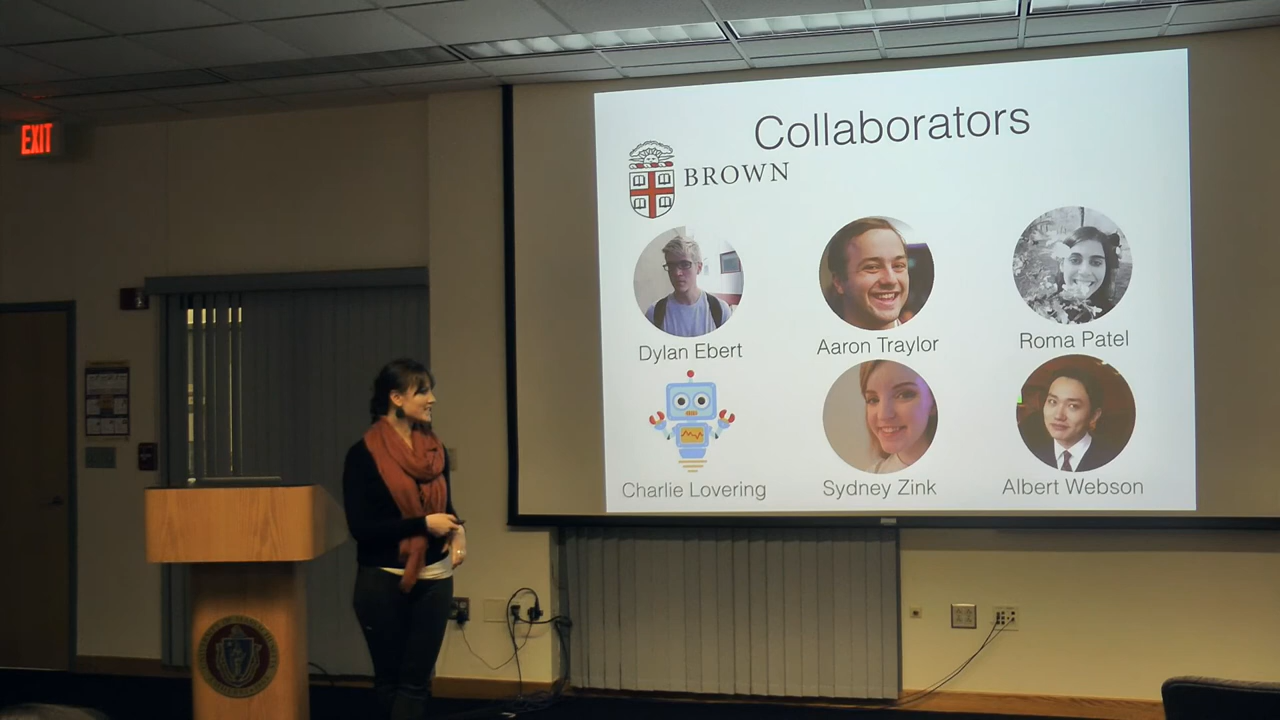 EXIT
Collaborators
BROWN
Dylan Ebert
Aaron Traylor
Roma Patel
Charlie Lovering
Sydney Zink
Albert Webson